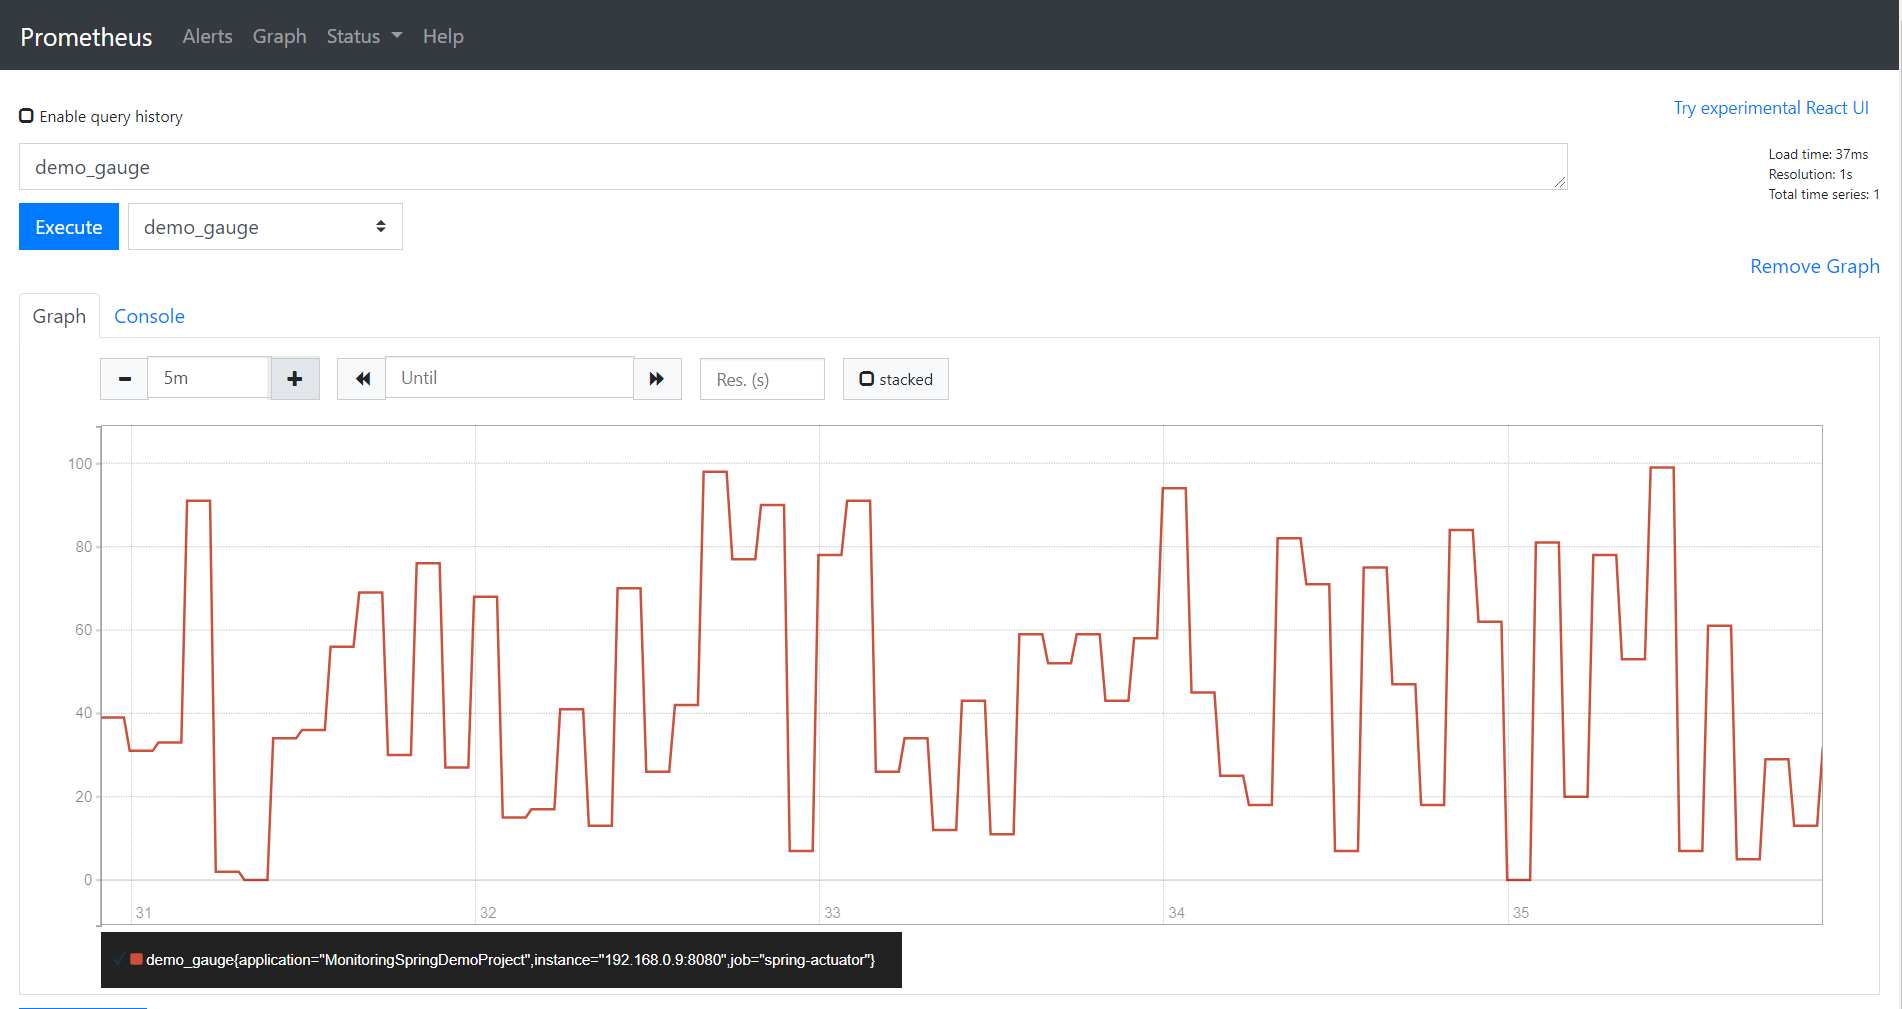 Prometheus Alerts Graph Status Help
Enable query history
Try experimental React UI
demo_gauge
Load time: 37ms
Resolution: 1s
Total time series: 1
Execute demo_gauge
Remove Graph
Graph Console
5m Until Res. (s) stacked
100
80
60
40
20
0
31 32 33 34 35
demo_gauge{application="MonitoringSpringDemoProject",instance="192.168.0.9:8080",job="spring-actuator"}